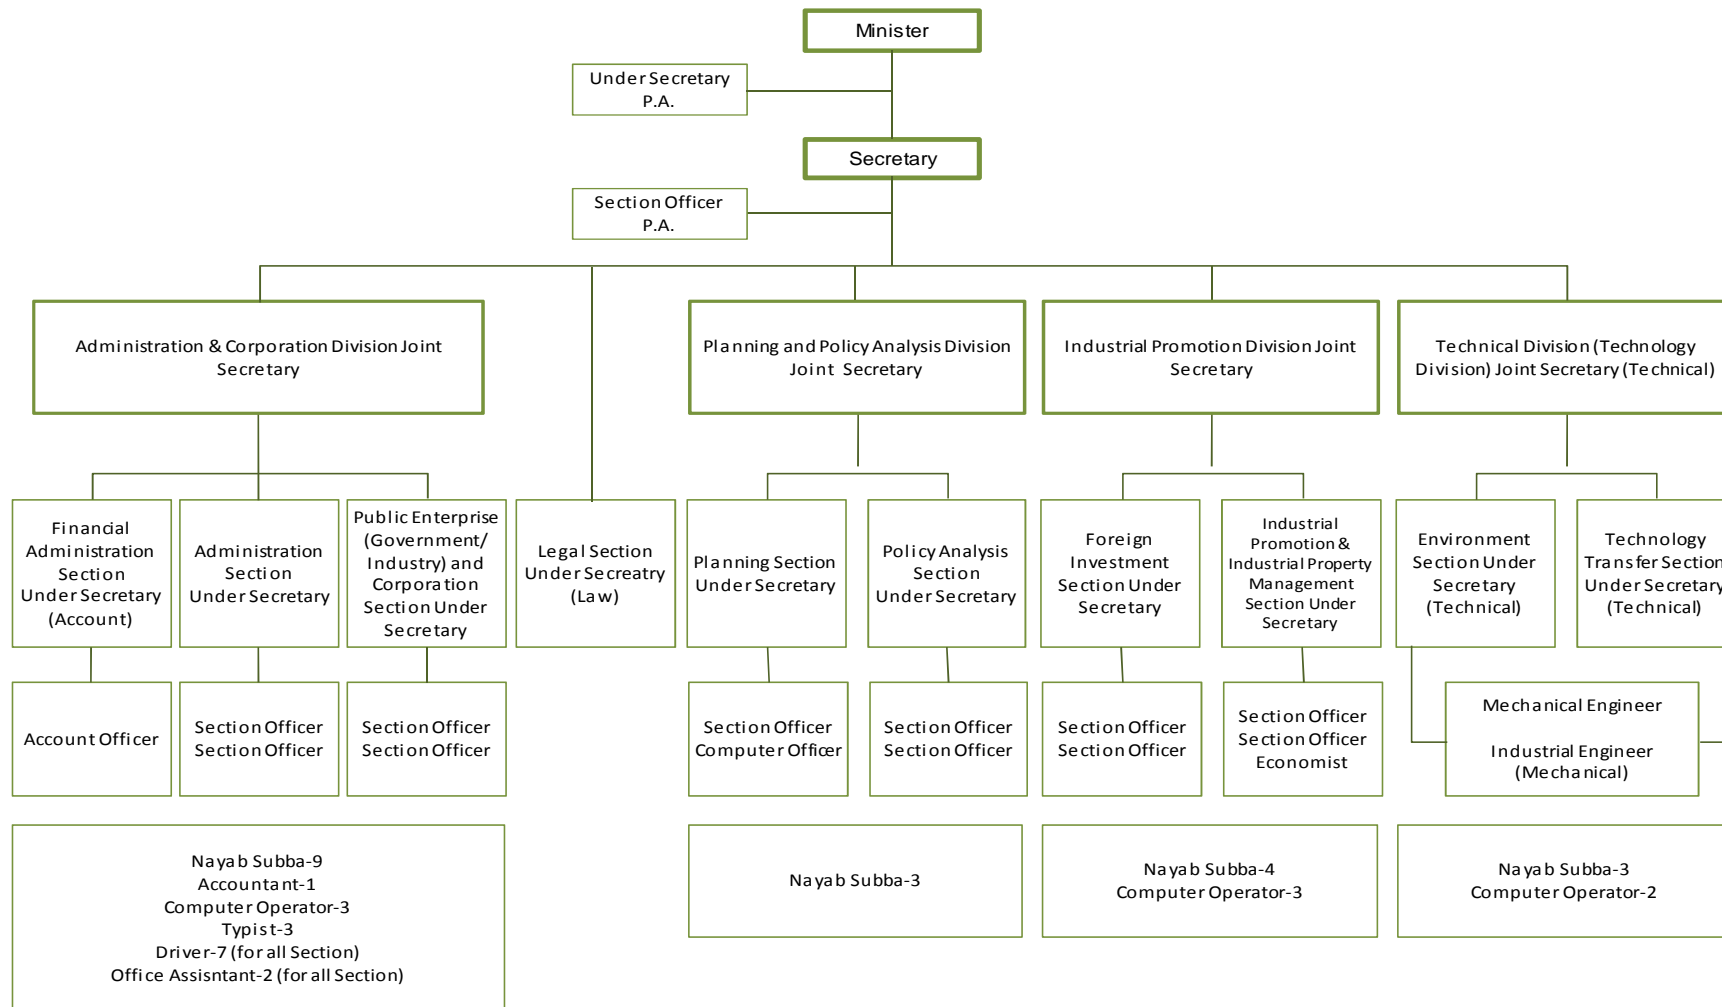 Minister
Under Secretary
P.A.
Secretary
Section Officer
P.A.
Administration & Corporation Division Joint
Secretary
Planning and Policy Analysis Division
Joint Secretary
Industrial Promotion Division Joint
Secretary
Technical Division (Technology
Division) Joint Secretary (Technical)
Financial
Administration
Section
Under Secretary
(Account)
Administration
Section
Under Secretary
Public Enterprise
(Government/
Industry) and
Corporation
Section Under
Secretary
Legal Section
Under Secreatry
(Law)
Planning Section
Under Secretary
Policy Analysis
Section
Under Secretary
Foreign
Investment
Section Under
Secretary
Industrial
Promotion &
Industrial Property
Management
Section Under
Secretary
Environment
Section Under
Secretary
(Technical)
Technology
Transfer Section
Under Secretary
(Technical)
Account Officer
Section Officer
Section Officer
Section Officer
Section Officer
Section Officer
Computer Officer
Section Officer
Section Officer
Section Officer
Section Officer
Section Officer
Section Officer
Economist
Mechanical Engineer
Industrial Engineer
(Mechanical)
Nayab Subba-9
Accountant-1
Computer Operator-3
Typist-3
Driver-7 (for all Section)
Office Assisntant-2 (for all Section)
Nayab Subba-3
Nayab Subba-4
Computer Operator-3
Nayab Subba-3
Computer Operator-2